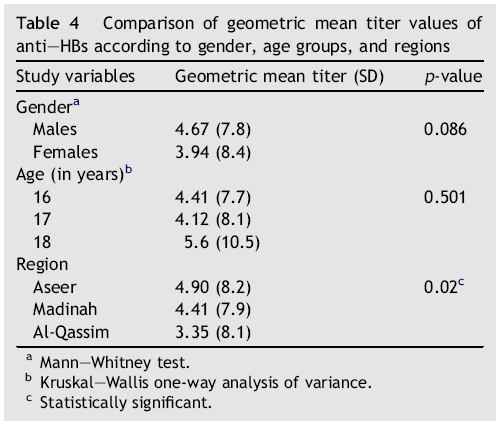 Table 4 Comparison of geometric mean titer values of
anti—HBs according to gender, age groups, and regions
Study variables Geometric mean titer (SD) p-value
Genderᵃ
Males 4.67 (7.8) 0.086
Females 3.94 (8.4)
Age (in years)ᵇ
16 4.41 (7.7) 0.501
17 4.12 (8.1)
18 5.6 (10.5)
Region
Aseer 4.90 (8.2) 0.02ᶜ
Madinah 4.41 (7.9)
Al-Qassim 3.35 (8.1)
ᵃ Mann—Whitney test.
ᵇ Kruskal—Wallis one-way analysis of variance.
ᶜ Statistically significant.